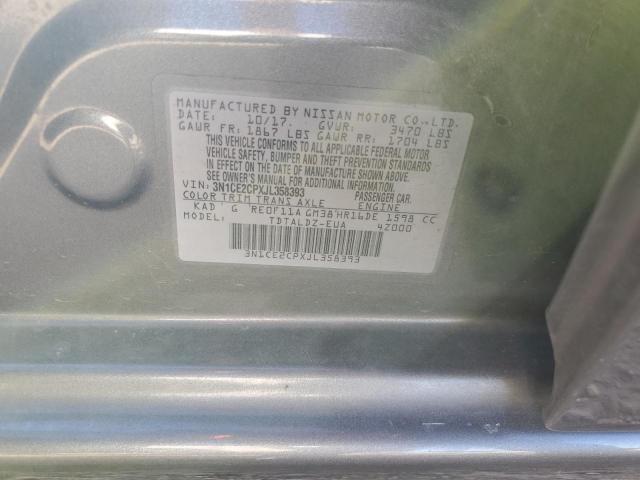 MANUFACTURED BY NISSAN MOTOR CO., LTD.
DATE: 10/17. GVWR: 3470 LBS
GAWR FR: 1867 LBS GAWR RR: 1704 LBS
THIS VEHICLE CONFORMS TO ALL APPLICABLE FEDERAL MOTOR
VEHICLE SAFETY, BUMPER AND THEFT PREVENTION STANDARDS
IN EFFECT ON THE DATE OF MANUFACTURE SHOWN ABOVE.
SEE OWNER'S MANUAL FOR ADDITIONAL INFORMATION.
VIN: 3N1CE2CPXJL358393 PASSENGER CAR.
COLOR TRIM TRANS AXLE ENGINE
KAD G RE0F11A GM38 HR16DE 1598 CC
MODEL: TDTALDZ-EUA 4Z000
3N1CE2CPXJL358393